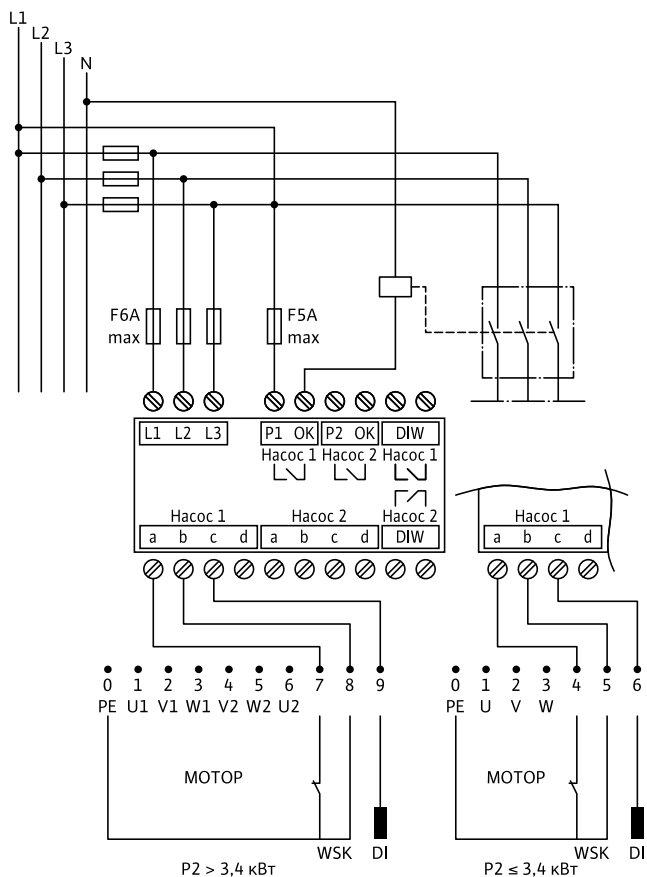 L1
L2
L3
N
F6A
max
F5A
max
L1 L2 L3
P1 OK P2 OK DIW
Насос 1 Насос 2 Насос 1
Насос 1 Насос 2 Насос 2
a b c d a b c d DIW
Насос 1
a b c d
0 1 2 3 4 5 6 7 8 9
PE U1 V1 W1 V2 W2 U2
МОТОР
WSK DI
P2 > 3,4 кВт
0 1 2 3 4 5 6
PE U V W
МОТОР
WSK DI
P2 ≤ 3,4 кВт